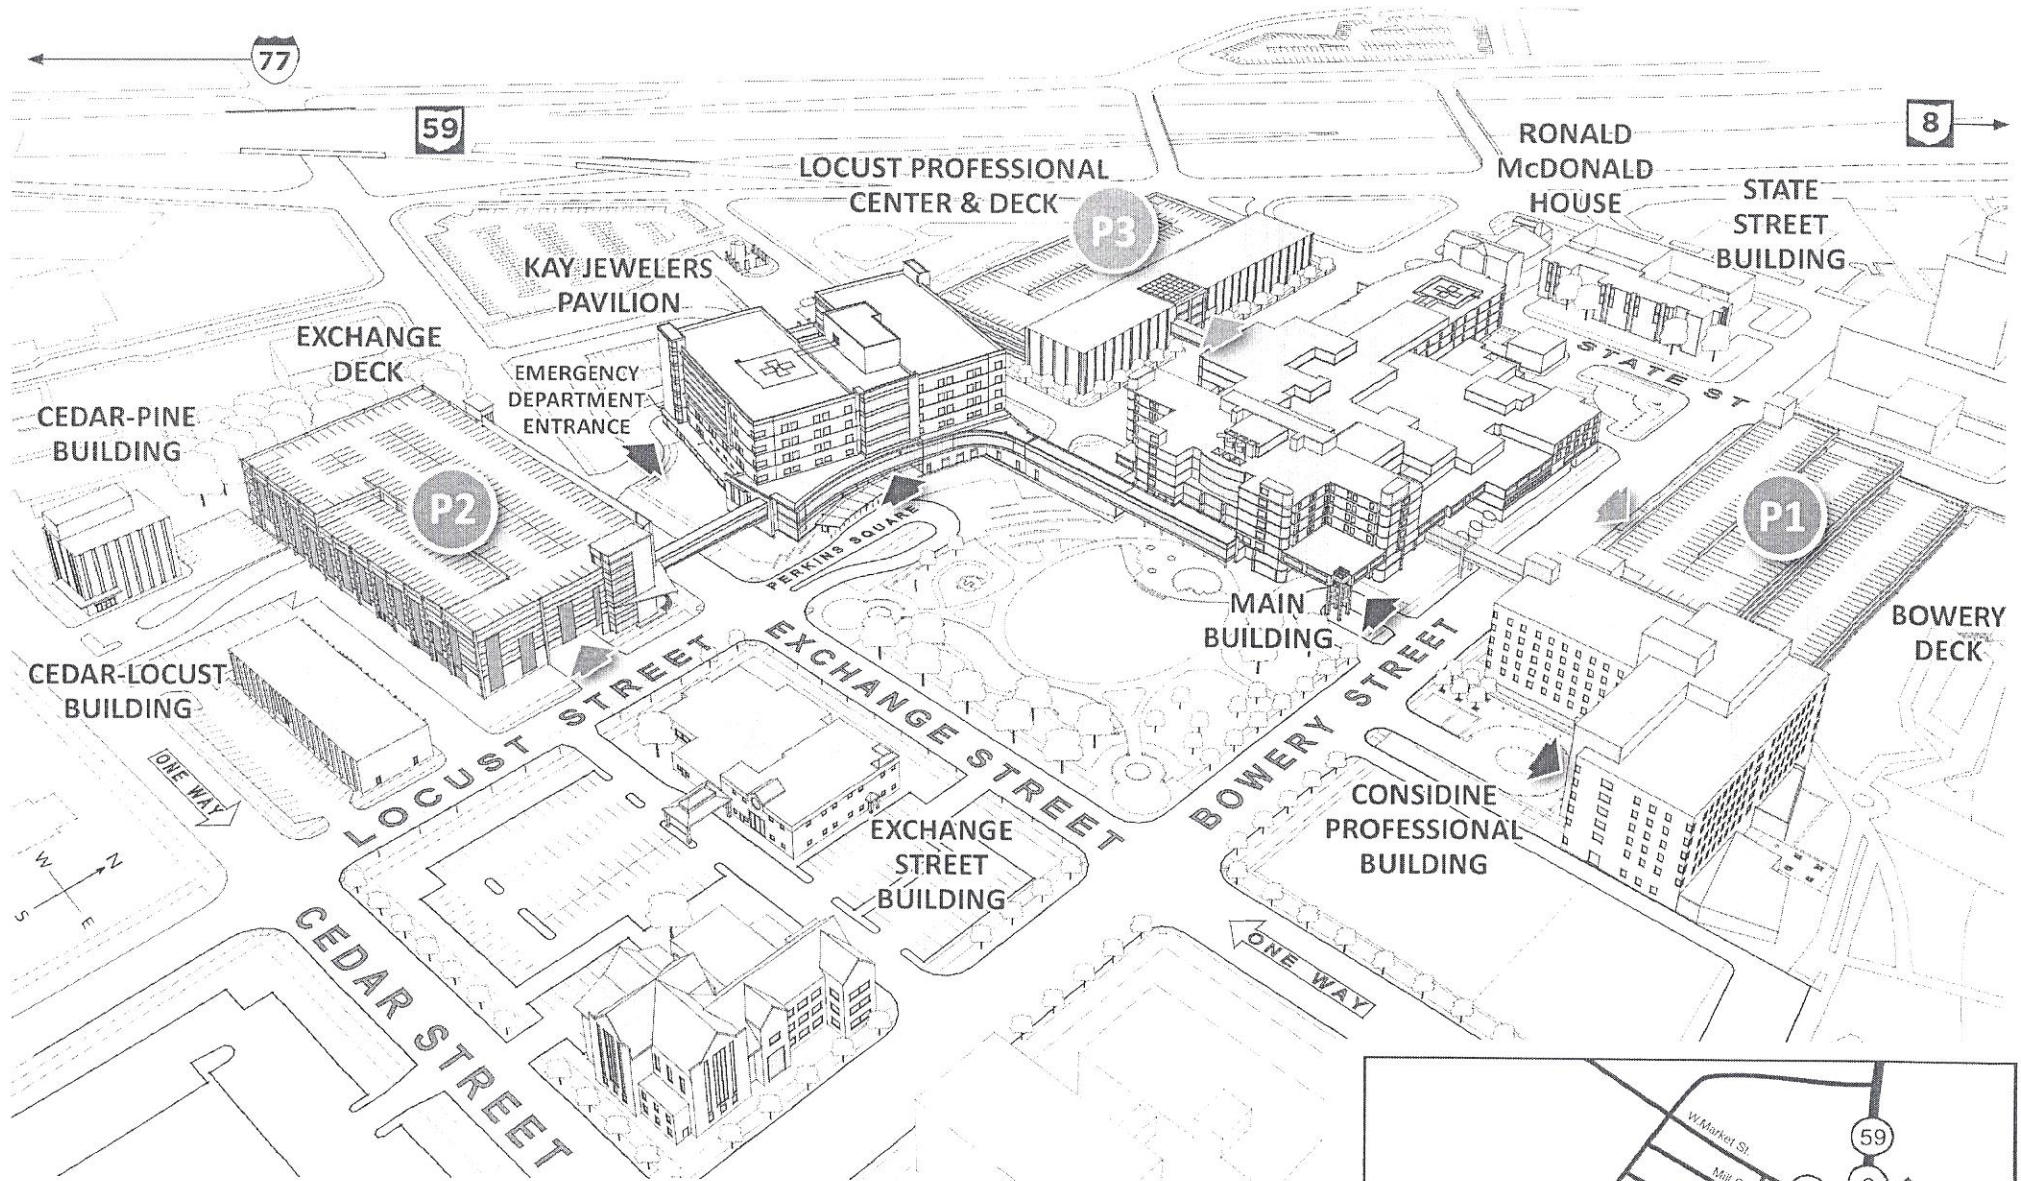 77
59
8
RONALD
McDONALD
HOUSE
LOCUST PROFESSIONAL
CENTER & DECK
P3
STATE
STREET
BUILDING
KAY JEWELERS
PAVILION
EXCHANGE
DECK
EMERGENCY
DEPARTMENT
ENTRANCE
STATE ST
CEDAR-PINE
BUILDING
P2
P1
PERKINS SQUARE
MAIN
BUILDING
BOWERY
DECK
CEDAR-LOCUST
BUILDING
LOCUST STREET
EXCHANGE STREET
BOWERY STREET
ONE WAY
CONSIDINE
PROFESSIONAL
BUILDING
EXCHANGE
STREET
BUILDING
W
N
S
E
CEDAR STREET
ONE WAY
W.Market St.
59
Mill